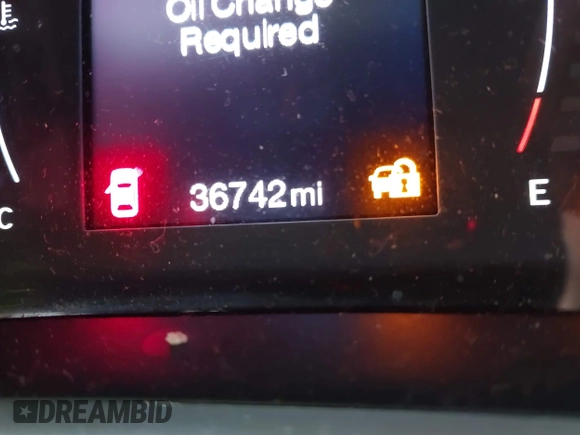 Oil Change
Required
36742 mi
E
C
DREAMBID